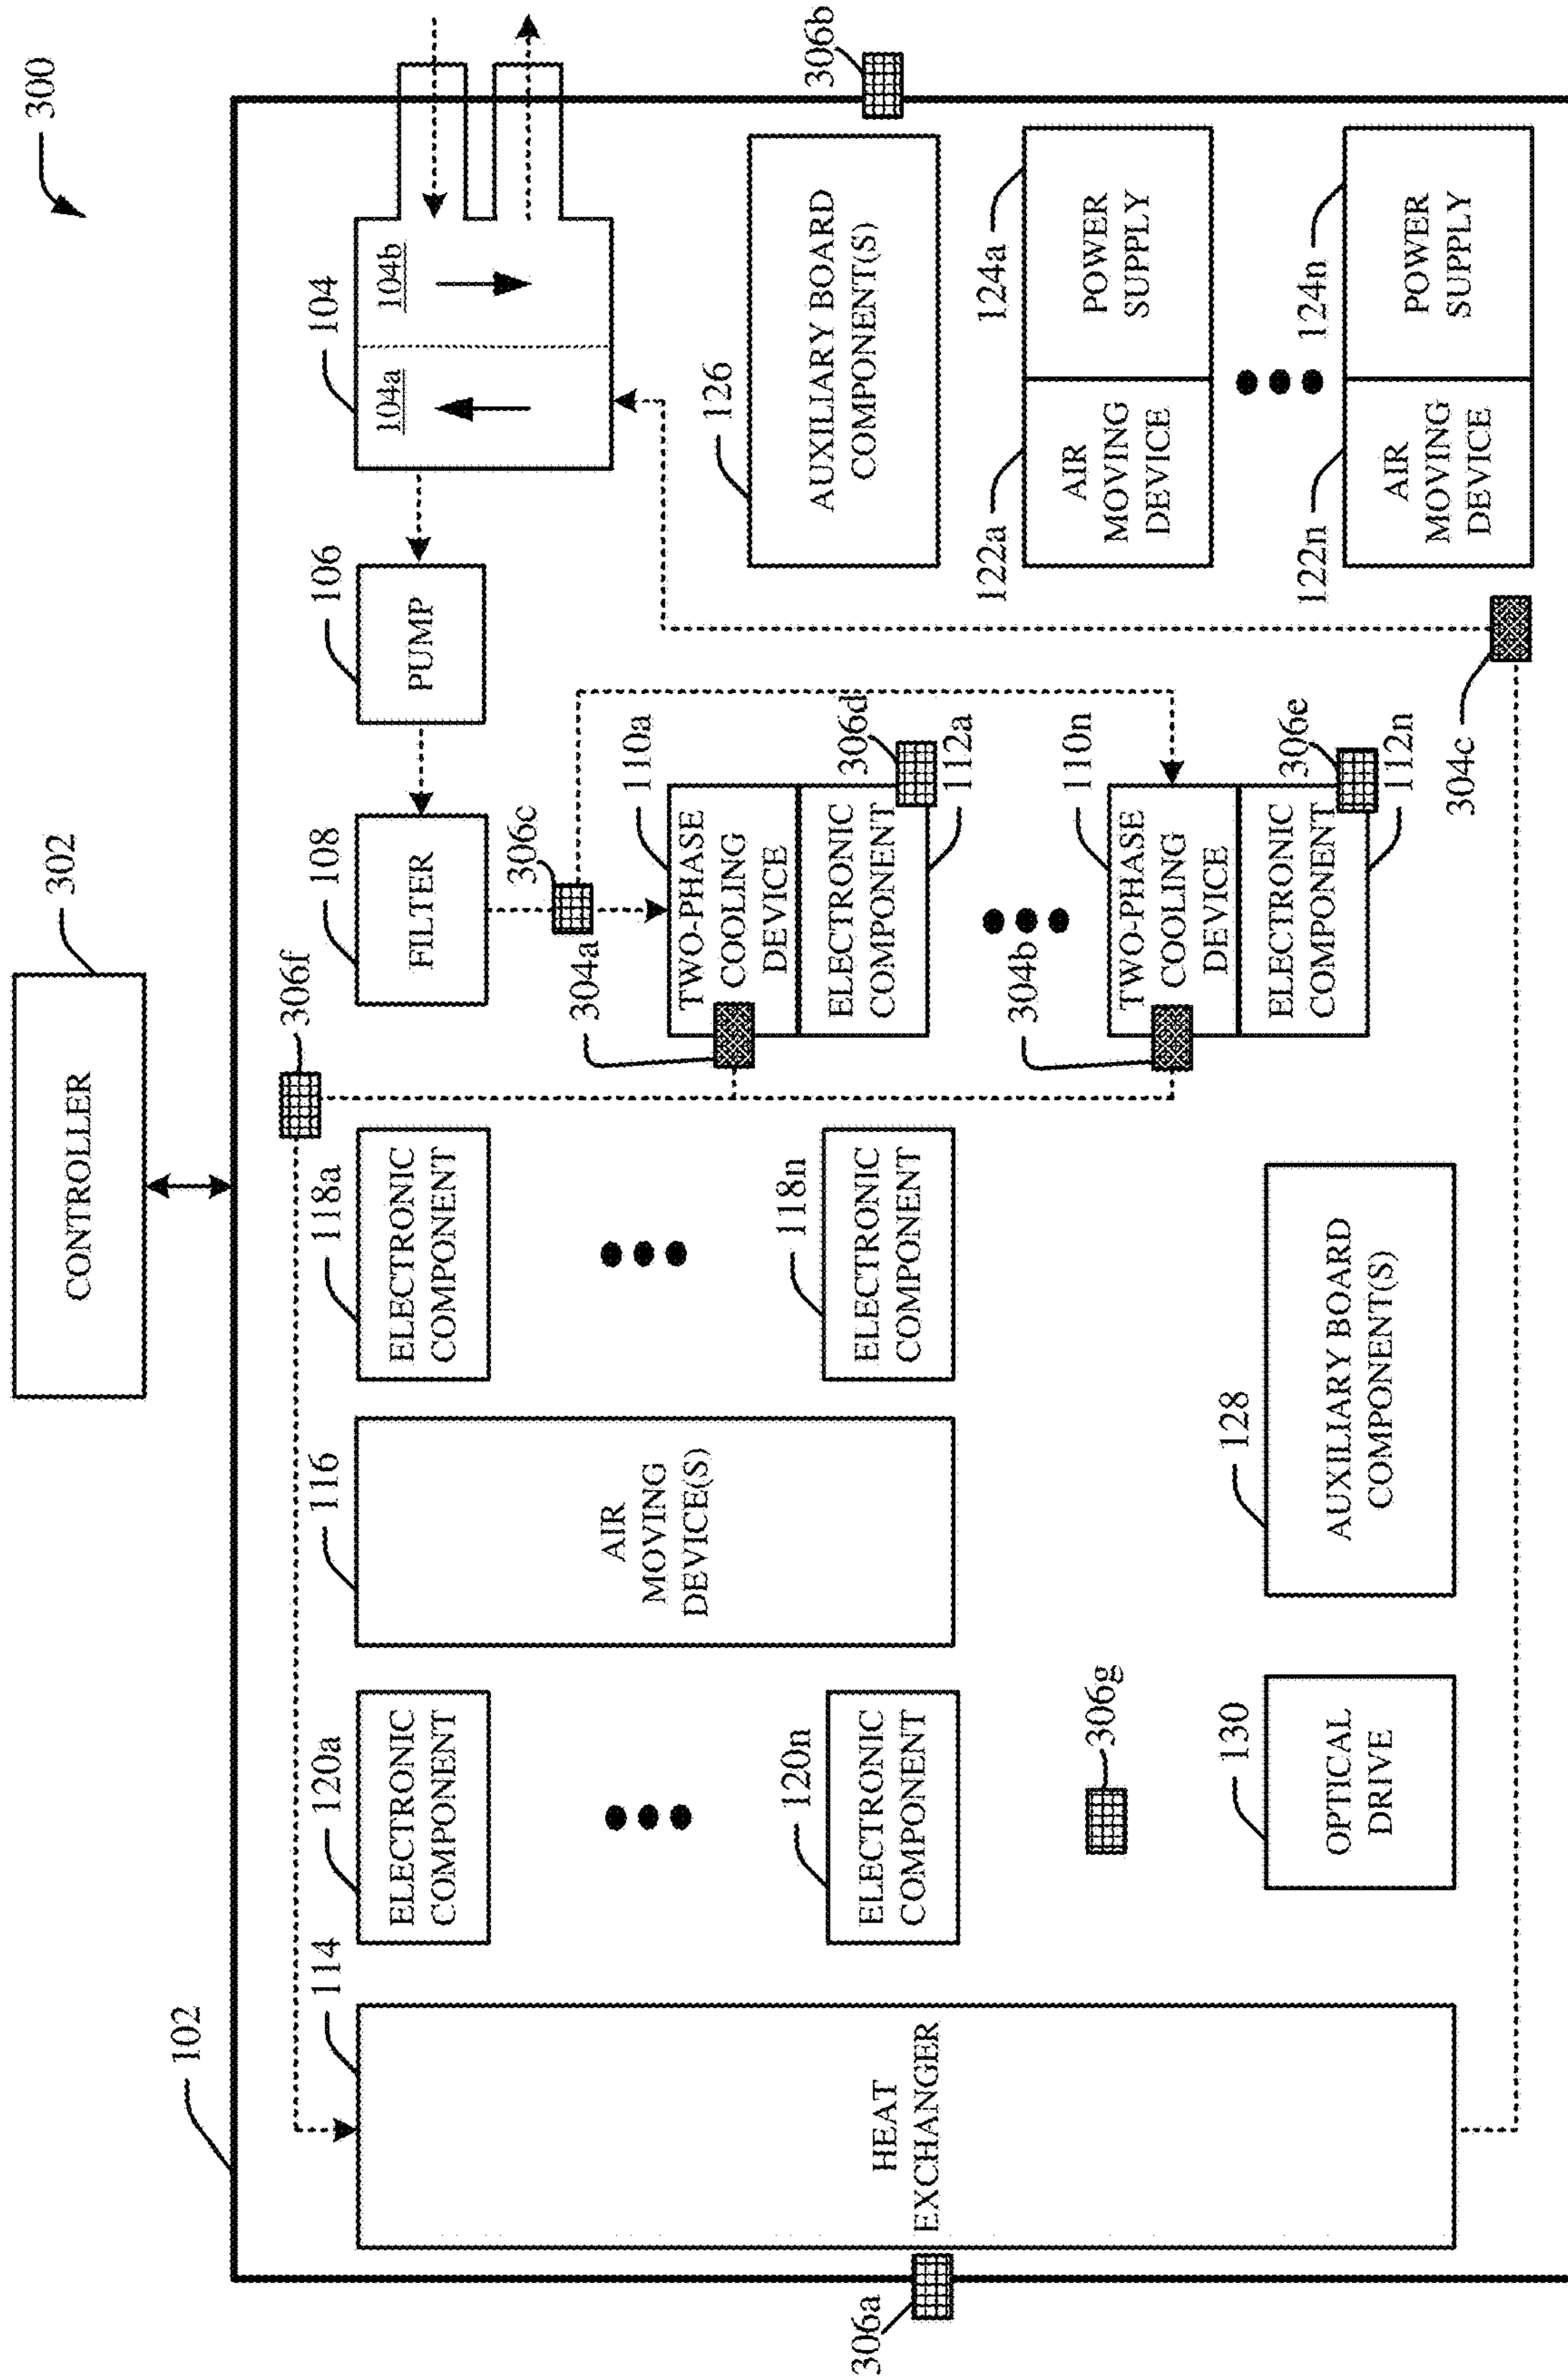 300
CONTROLLER
302
102
306a
306b
HEAT
EXCHANGER
114
ELECTRONIC
COMPONENT
120a
ELECTRONIC
COMPONENT
120n
AIR
MOVING
DEVICE(S)
116
ELECTRONIC
COMPONENT
118a
ELECTRONIC
COMPONENT
118n
306f
FILTER
108
PUMP
106
104
104a
104b
306c
304a
TWO-PHASE
COOLING
DEVICE
110a
306d
ELECTRONIC
COMPONENT
112a
304b
TWO-PHASE
COOLING
DEVICE
110n
306e
ELECTRONIC
COMPONENT
112n
304c
306g
OPTICAL
DRIVE
130
AUXILIARY BOARD
COMPONENT(S)
128
AUXILIARY BOARD
COMPONENT(S)
126
AIR
MOVING
DEVICE
122a
POWER
SUPPLY
124a
AIR
MOVING
DEVICE
122n
POWER
SUPPLY
124n